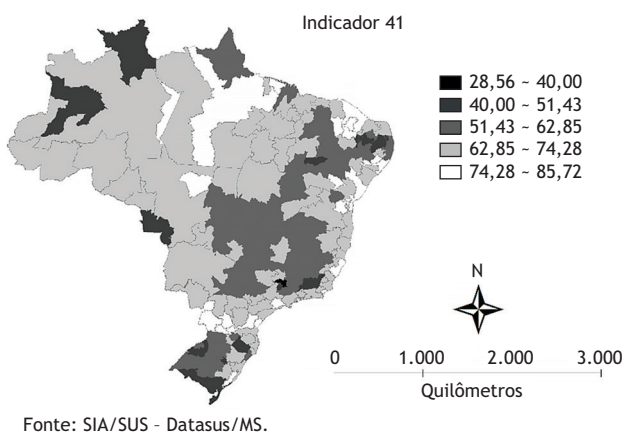 Indicador 41
28,56 ~ 40,00
40,00 ~ 51,43
51,43 ~ 62,85
62,85 ~ 74,28
74,28 ~ 85,72
N
0 1.000 2.000 3.000
Quilômetros
Fonte: SIA/SUS – Datasus/MS.